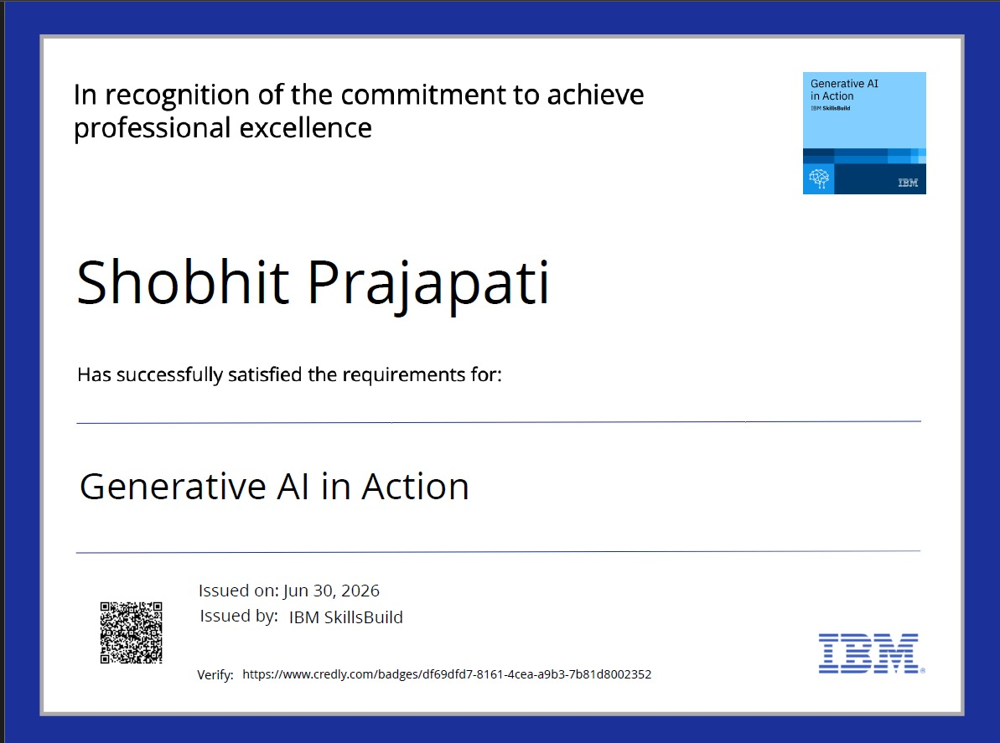 In recognition of the commitment to achieve
professional excellence
Generative AI
in Action
IBM SkillsBuild
IBM
Shobhit Prajapati
Has successfully satisfied the requirements for:
Generative AI in Action
Issued on: Jun 30, 2026
Issued by: IBM SkillsBuild
Verify: https://www.credly.com/badges/df69dfd7-8161-4cea-a9b3-7b81d8002352
IBM®